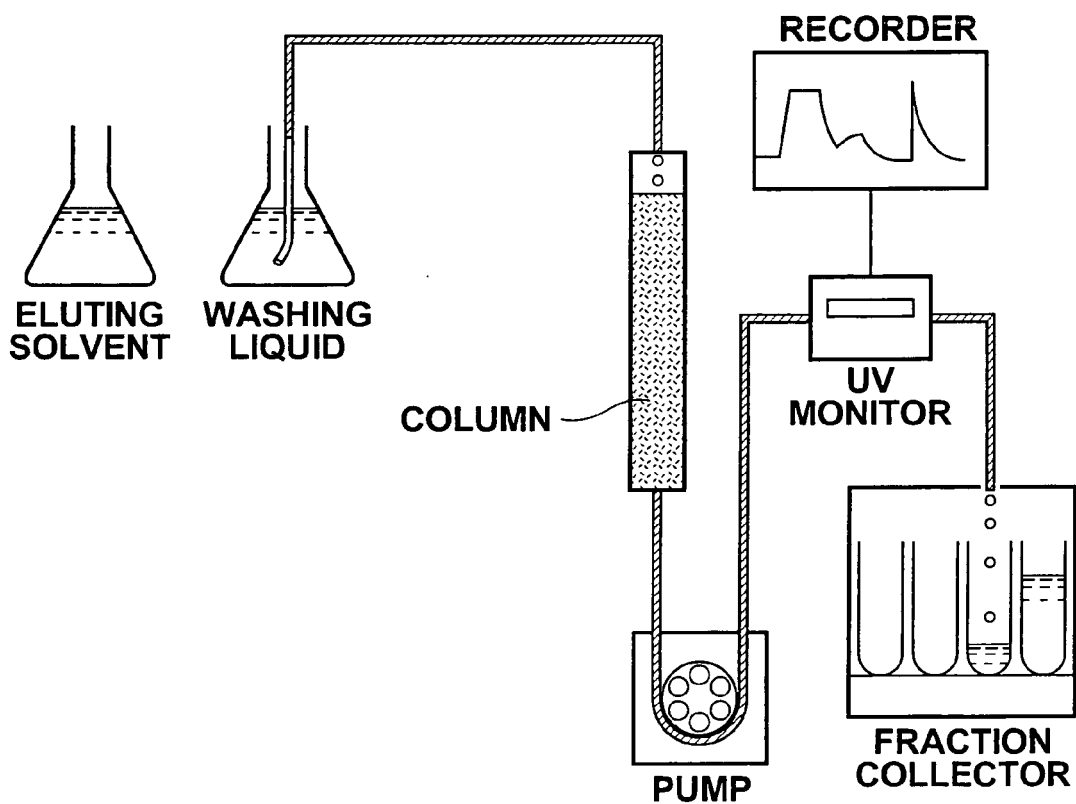 RECORDER
ELUTING
SOLVENT
WASHING
LIQUID
COLUMN
UV
MONITOR
PUMP
FRACTION
COLLECTOR